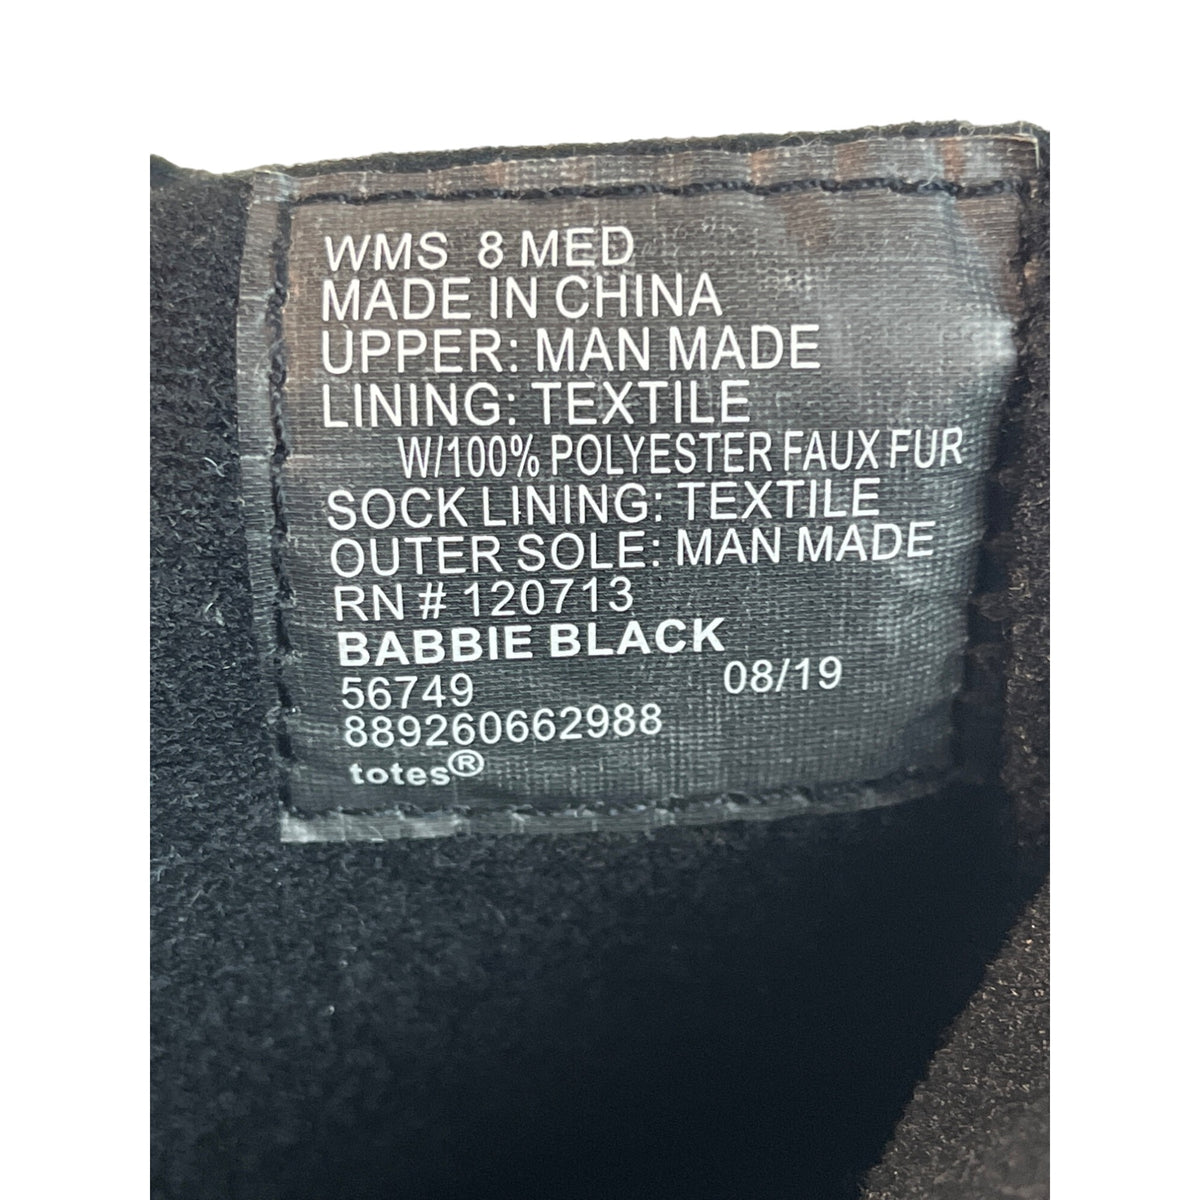 WMS 8 MED
MADE IN CHINA
UPPER: MAN MADE
LINING: TEXTILE
W/100% POLYESTER FAUX FUR
SOCK LINING: TEXTILE
OUTER SOLE: MAN MADE
RN # 120713
BABBIE BLACK
56749 08/19
889260662988
totes®